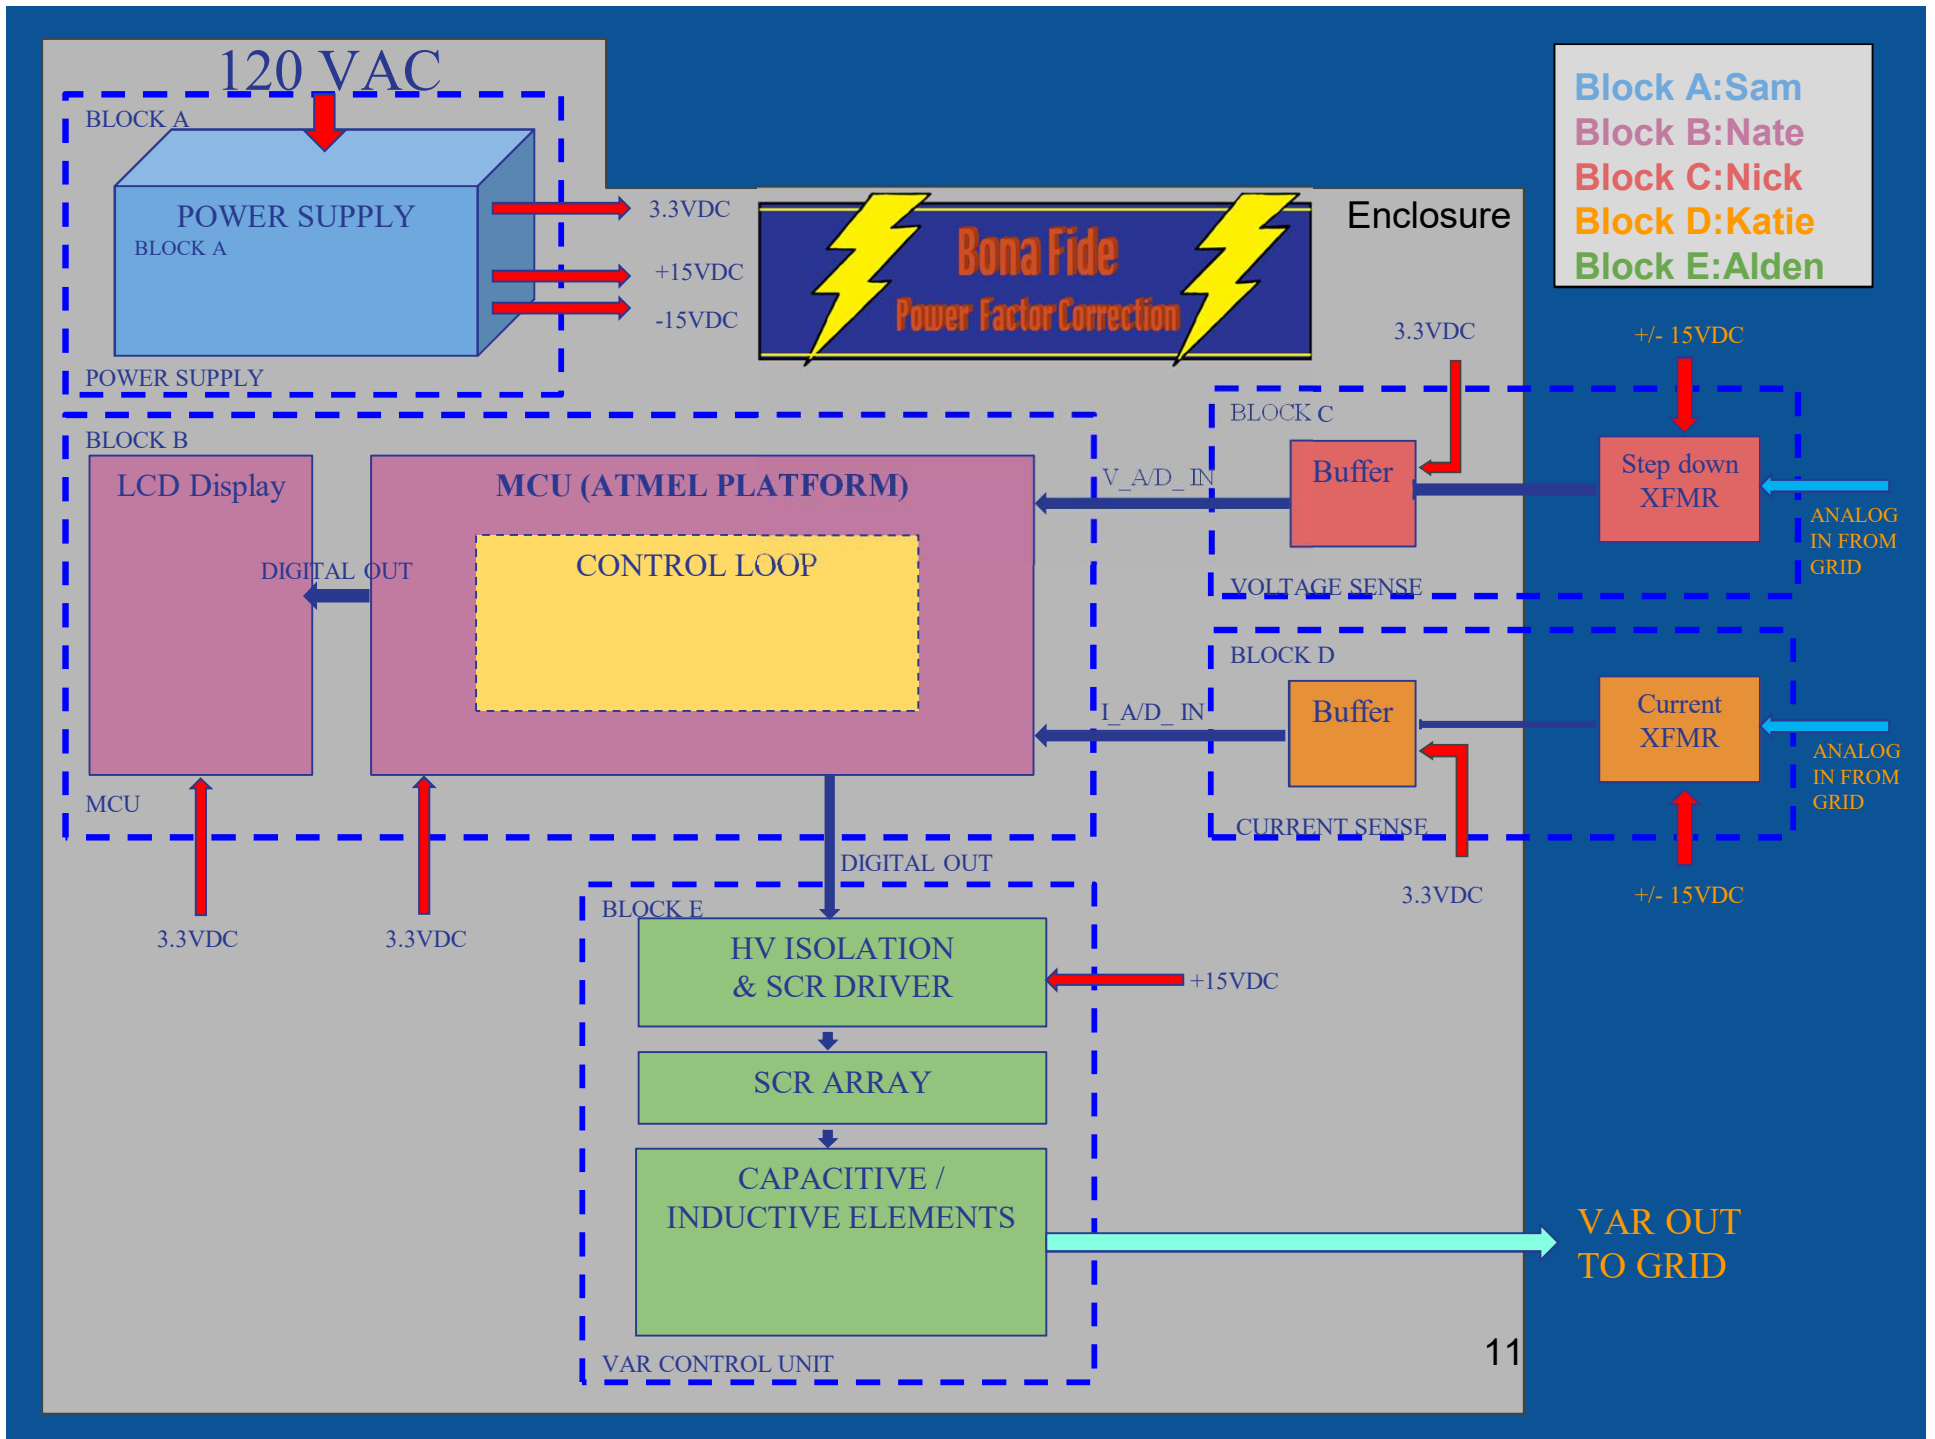 120 VAC
BLOCK A
POWER SUPPLY
BLOCK A
POWER SUPPLY
3.3VDC
+15VDC
-15VDC
Bona Fide
Power Factor Correction
Enclosure
Block A:Sam
Block B:Nate
Block C:Nick
Block D:Katie
Block E:Alden
BLOCK B
LCD Display
DIGITAL OUT
MCU (ATMEL PLATFORM)
CONTROL LOOP
MCU
3.3VDC
3.3VDC
V_A/D_ IN
I_A/D_ IN
3.3VDC
BLOCK C
Buffer
VOLTAGE SENSE
+/- 15VDC
Step down
XFMR
ANALOG
IN FROM
GRID
BLOCK D
Buffer
CURRENT SENSE
3.3VDC
Current
XFMR
+/- 15VDC
ANALOG
IN FROM
GRID
DIGITAL OUT
BLOCK E
HV ISOLATION
& SCR DRIVER
+15VDC
SCR ARRAY
CAPACITIVE /
INDUCTIVE ELEMENTS
VAR CONTROL UNIT
VAR OUT
TO GRID
11